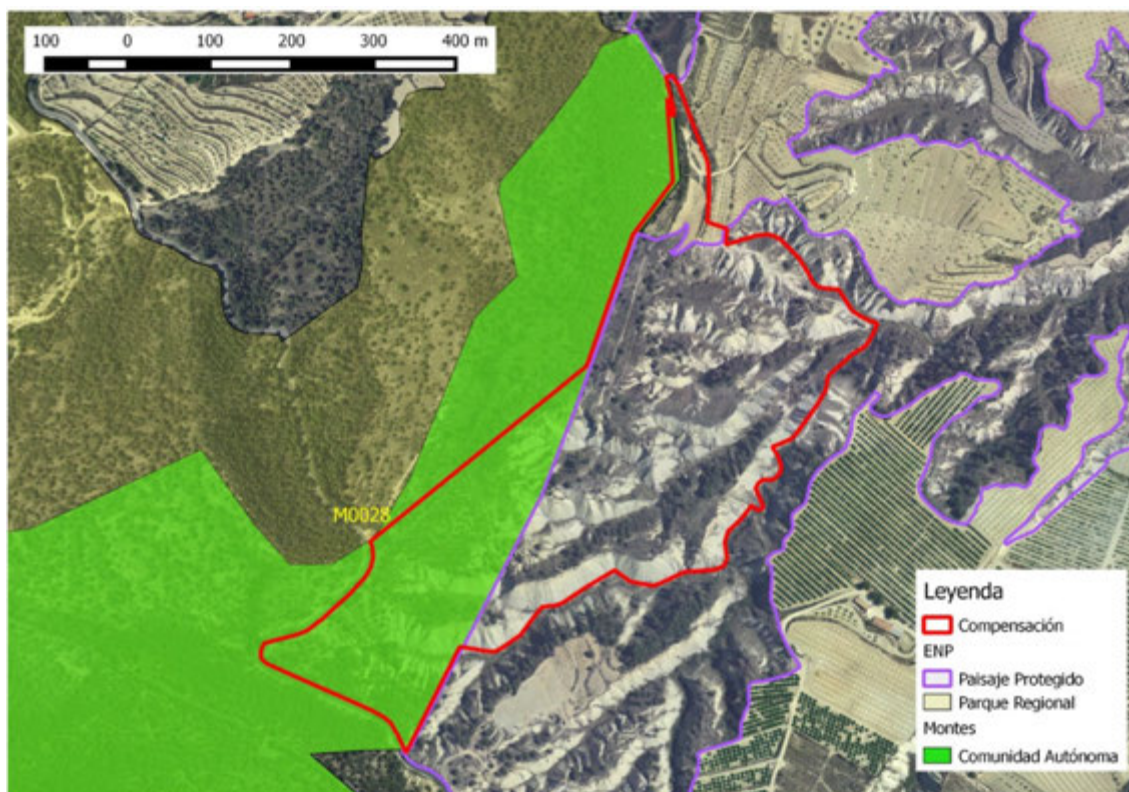 100 0 100 200 300 400 m
M0028
Leyenda
Compensación
ENP
Paisaje Protegido
Parque Regional
Montes
Comunidad Autónoma